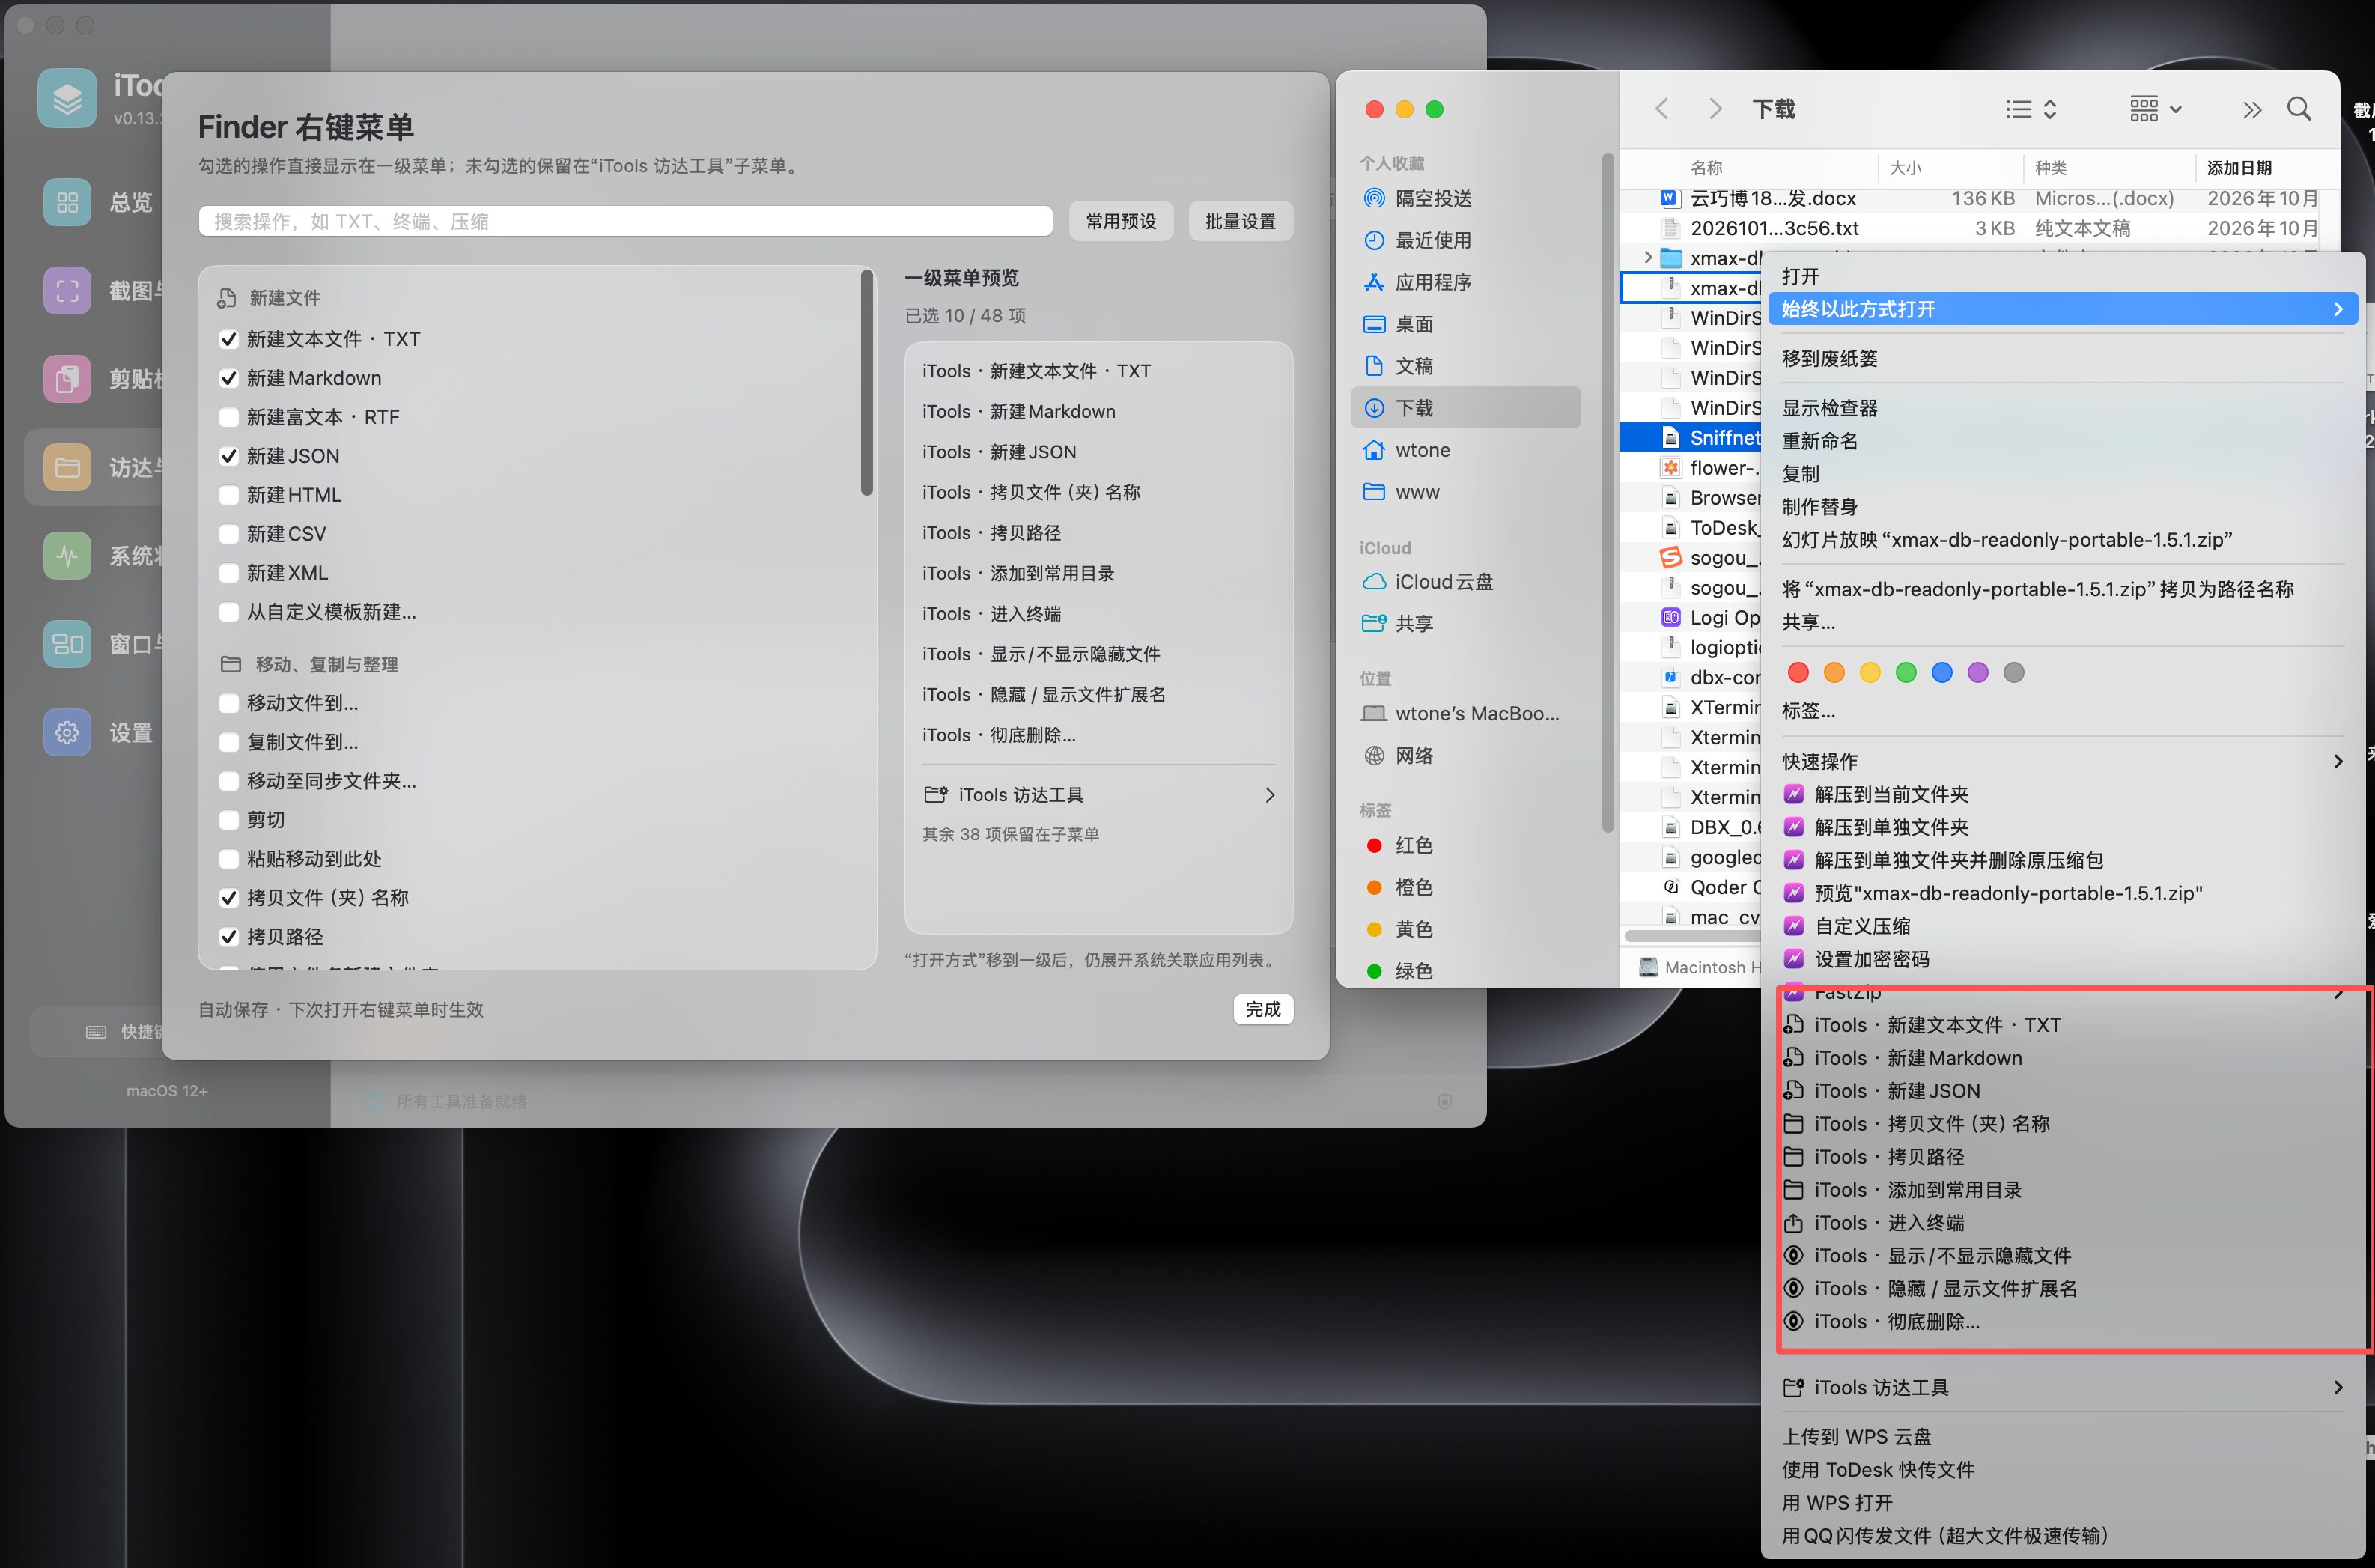 v0.13.
总览
截图
剪贴
访达
系统
窗口
设置
快捷
macOS 12+
所有工具准备就绪
Finder 右键菜单
勾选的操作直接显示在一级菜单；未勾选的保留在“iTools 访达工具”子菜单。
搜索操作，如 TXT、终端、压缩
常用预设
批量设置
新建文件
新建文本文件 · TXT
新建 Markdown
新建富文本 · RTF
新建 JSON
新建 HTML
新建 CSV
新建 XML
从自定义模板新建...
移动、复制与整理
移动文件到...
复制文件到...
移动至同步文件夹...
剪切
粘贴移动到此处
拷贝文件 (夹) 名称
拷贝路径
一级菜单预览
已选 10 / 48 项
iTools · 新建文本文件 · TXT
iTools · 新建 Markdown
iTools · 新建 JSON
iTools · 拷贝文件 (夹) 名称
iTools · 拷贝路径
iTools · 添加到常用目录
iTools · 进入终端
iTools · 显示/不显示隐藏文件
iTools · 隐藏 / 显示文件扩展名
iTools · 彻底删除...
iTools 访达工具
其余 38 项保留在子菜单
“打开方式”移到一级后，仍展开系统关联应用列表。
自动保存 · 下次打开右键菜单时生效
完成
个人收藏
隔空投送
最近使用
应用程序
桌面
文稿
下载
wtone
www
iCloud
iCloud 云盘
共享
位置
wtone's MacBoo...
网络
标签
红色
橙色
黄色
绿色
下载
名称 大小 种类 添加日期
云巧博 18...发.docx 136 KB Micros...(.docx) 2026年10月
2026101...3c56.txt 3 KB 纯文本文稿 2026年10月
xmax-d
xmax-d
WinDirS
WinDirS
WinDirS
WinDirS
Sniffnet
flower-.
Browser
ToDesk_
sogou_.
sogou_.
Logi Op
logioptio
dbx-cor
XTermin
Xtermin
Xtermin
Xtermin
DBX_0.6
googlec
Qoder C
mac_cv
Macintosh H
打开
始终以此方式打开
移到废纸篓
显示检查器
重新命名
复制
制作替身
幻灯片放映“xmax-db-readonly-portable-1.5.1.zip”
将“xmax-db-readonly-portable-1.5.1.zip”拷贝为路径名称
共享...
标签...
快速操作
解压到当前文件夹
解压到单独文件夹
解压到单独文件夹并删除原压缩包
预览"xmax-db-readonly-portable-1.5.1.zip"
自定义压缩
设置加密密码
FastZip
iTools · 新建文本文件 · TXT
iTools · 新建 Markdown
iTools · 新建 JSON
iTools · 拷贝文件 (夹) 名称
iTools · 拷贝路径
iTools · 添加到常用目录
iTools · 进入终端
iTools · 显示/不显示隐藏文件
iTools · 隐藏 / 显示文件扩展名
iTools · 彻底删除...
iTools 访达工具
上传到 WPS 云盘
使用 ToDesk 快传文件
用 WPS 打开
用QQ闪传发文件 (超大文件极速传输)